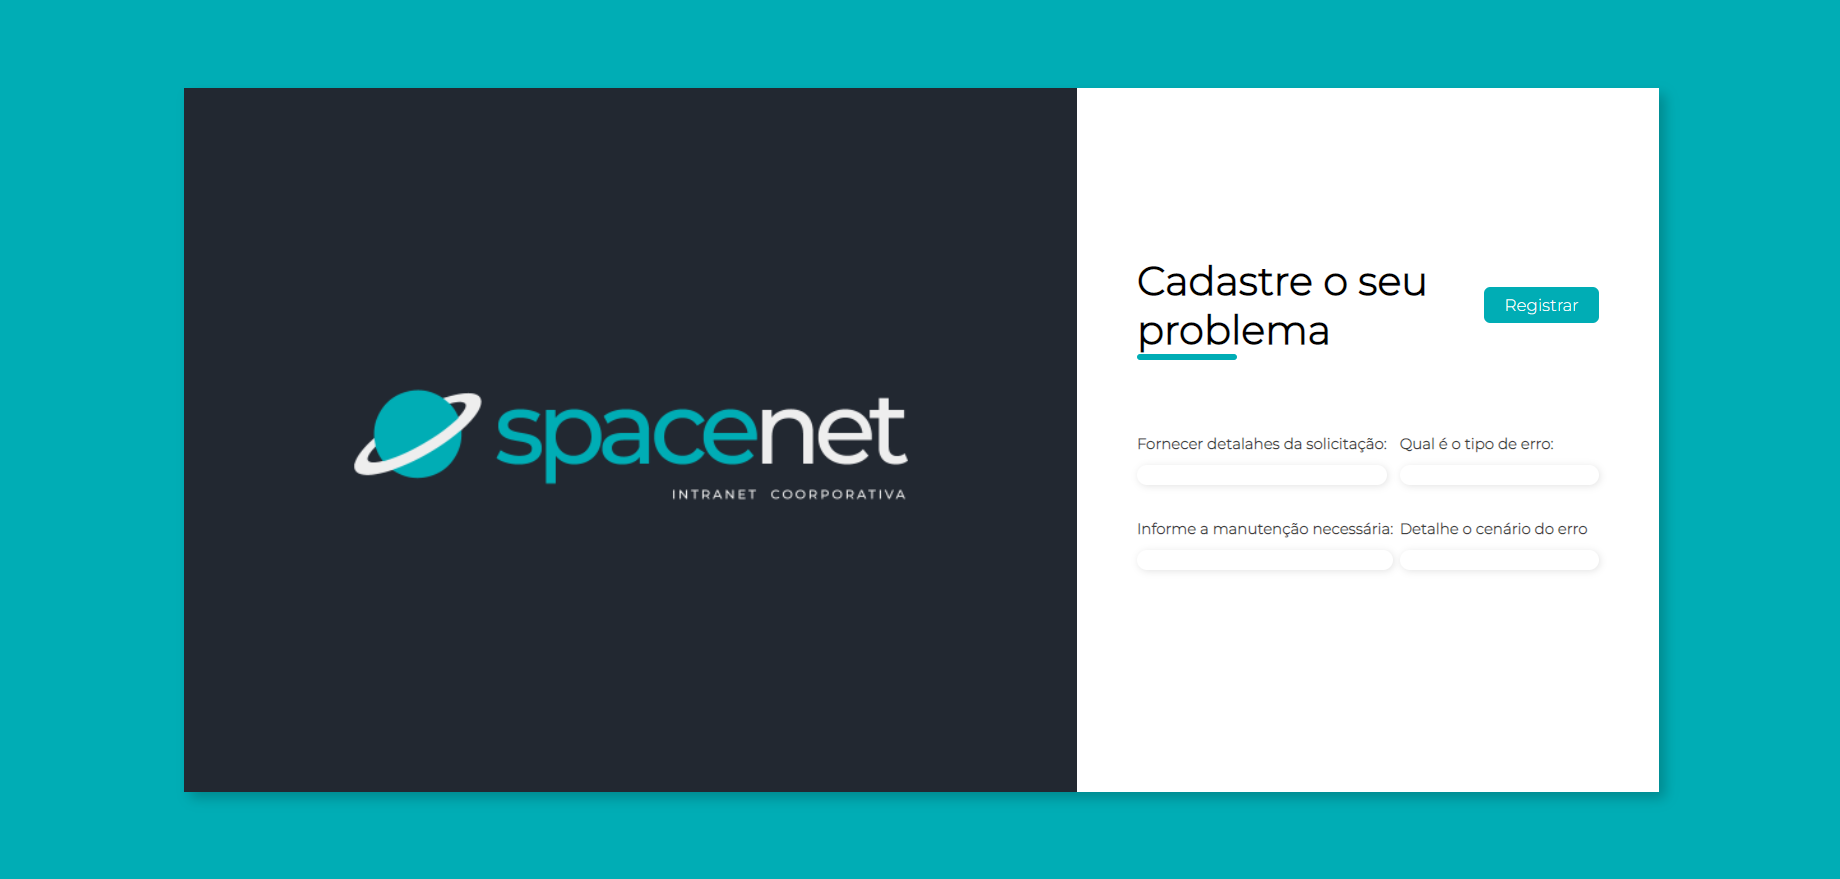 spacenet
INTRANET COORPORATIVA
Cadastre o seu
problema
Registrar
Fornecer detalahes da solicitação:
Qual é o tipo de erro:
Informe a manutenção necessária:
Detalhe o cenário do erro